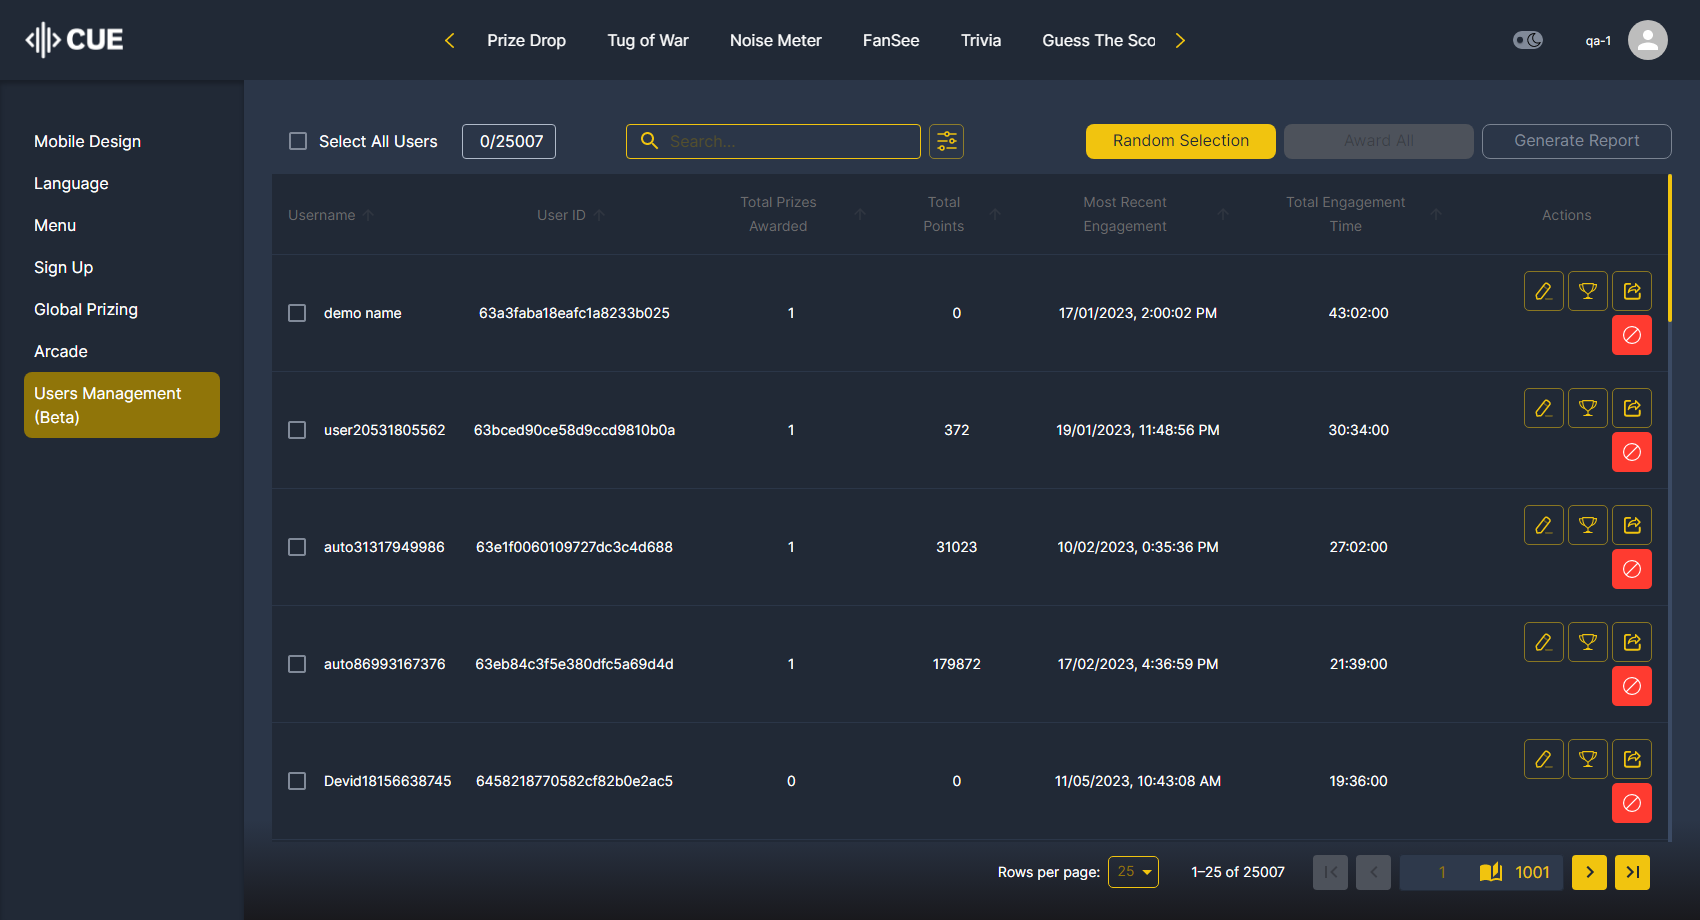 CUE
Prize Drop
Tug of War
Noise Meter
FanSee
Trivia
Guess The Sco
qa-1
Mobile Design
Language
Menu
Sign Up
Global Prizing
Arcade
Users Management
(Beta)
Select All Users
0/25007
Search...
Random Selection
Award All
Generate Report
Username
User ID
Total Prizes
Awarded
Total
Points
Most Recent
Engagement
Total Engagement
Time
Actions
demo name 63a3faba18eafc1a8233b025 1 0 17/01/2023, 2:00:02 PM 43:02:00
user20531805562 63bced90ce58d9ccd9810b0a 1 372 19/01/2023, 11:48:56 PM 30:34:00
auto31317949986 63e1f0060109727dc3c4d688 1 31023 10/02/2023, 0:35:36 PM 27:02:00
auto86993167376 63eb84c3f5e380dfc5a69d4d 1 179872 17/02/2023, 4:36:59 PM 21:39:00
Devid18156638745 6458218770582cf82b0e2ac5 0 0 11/05/2023, 10:43:08 AM 19:36:00
Rows per page: 25 1–25 of 25007 1 1001